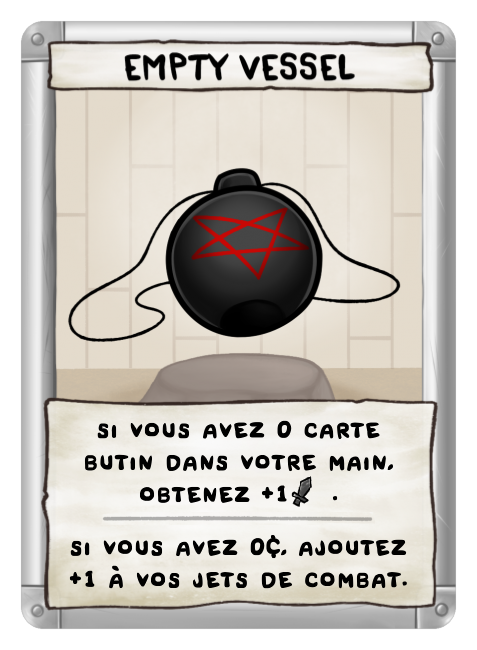 EMPTY VESSEL
SI VOUS AVEZ 0 CARTE
BUTIN DANS VOTRE MAIN,
OBTENEZ +1 .
SI VOUS AVEZ 0¢, AJOUTEZ
+1 À VOS JETS DE COMBAT.